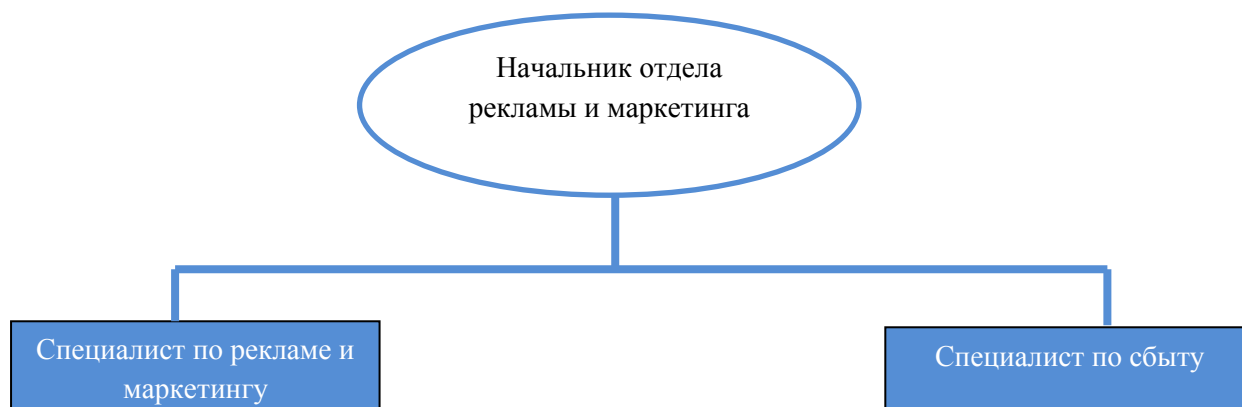 Начальник отдела
рекламы и маркетинга
Специалист по рекламе и
маркетингу
Специалист по сбыту